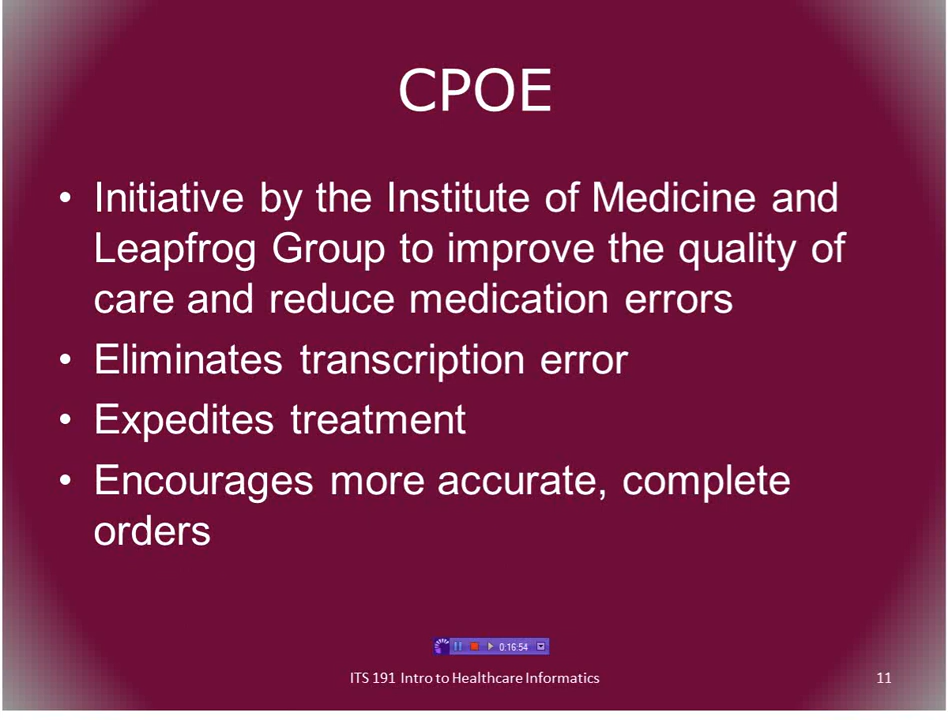 CPOE
• Initiative by the Institute of Medicine and
Leapfrog Group to improve the quality of
care and reduce medication errors
• Eliminates transcription error
• Expedites treatment
• Encourages more accurate, complete
orders
0:16:54
ITS 191 Intro to Healthcare Informatics
11